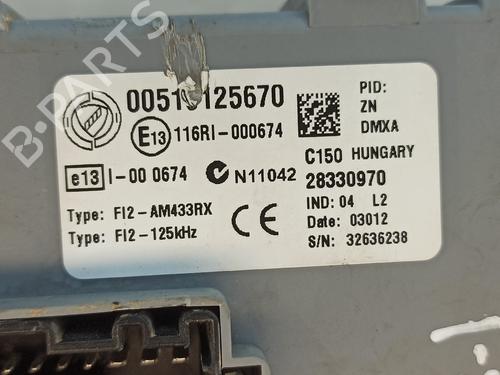 B-PARTS
00519125670
PID:
ZN
DMXA
E13 116RI-000674
e13 I-00 0674
N11042
C150 HUNGARY
28330970
Type: FI2-AM433RX
IND: 04 L2
Type: FI2-125kHz
CE
Date: 03012
S/N: 32636238